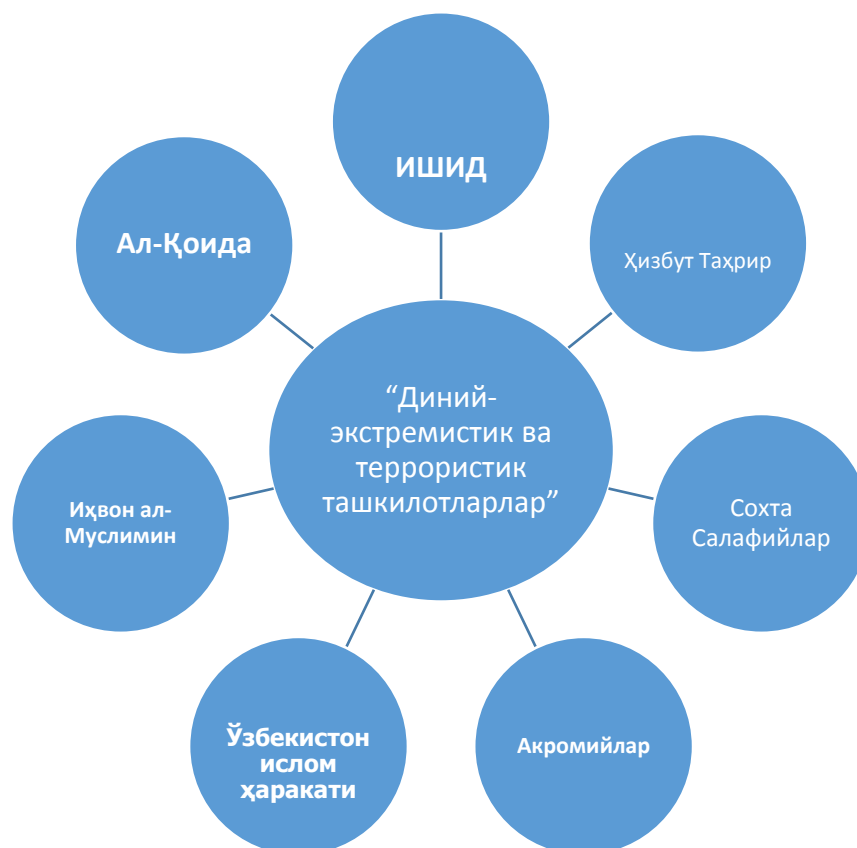 ИШИД
Ал-Қоида
Ҳизбут Таҳрир
“Диний-
экстремистик ва
террористик
ташкилотларлар”
Иҳвон ал-
Муслимин
Сохта
Салафийлар
Ўзбекистон
ислом
ҳаракати
Акромийлар